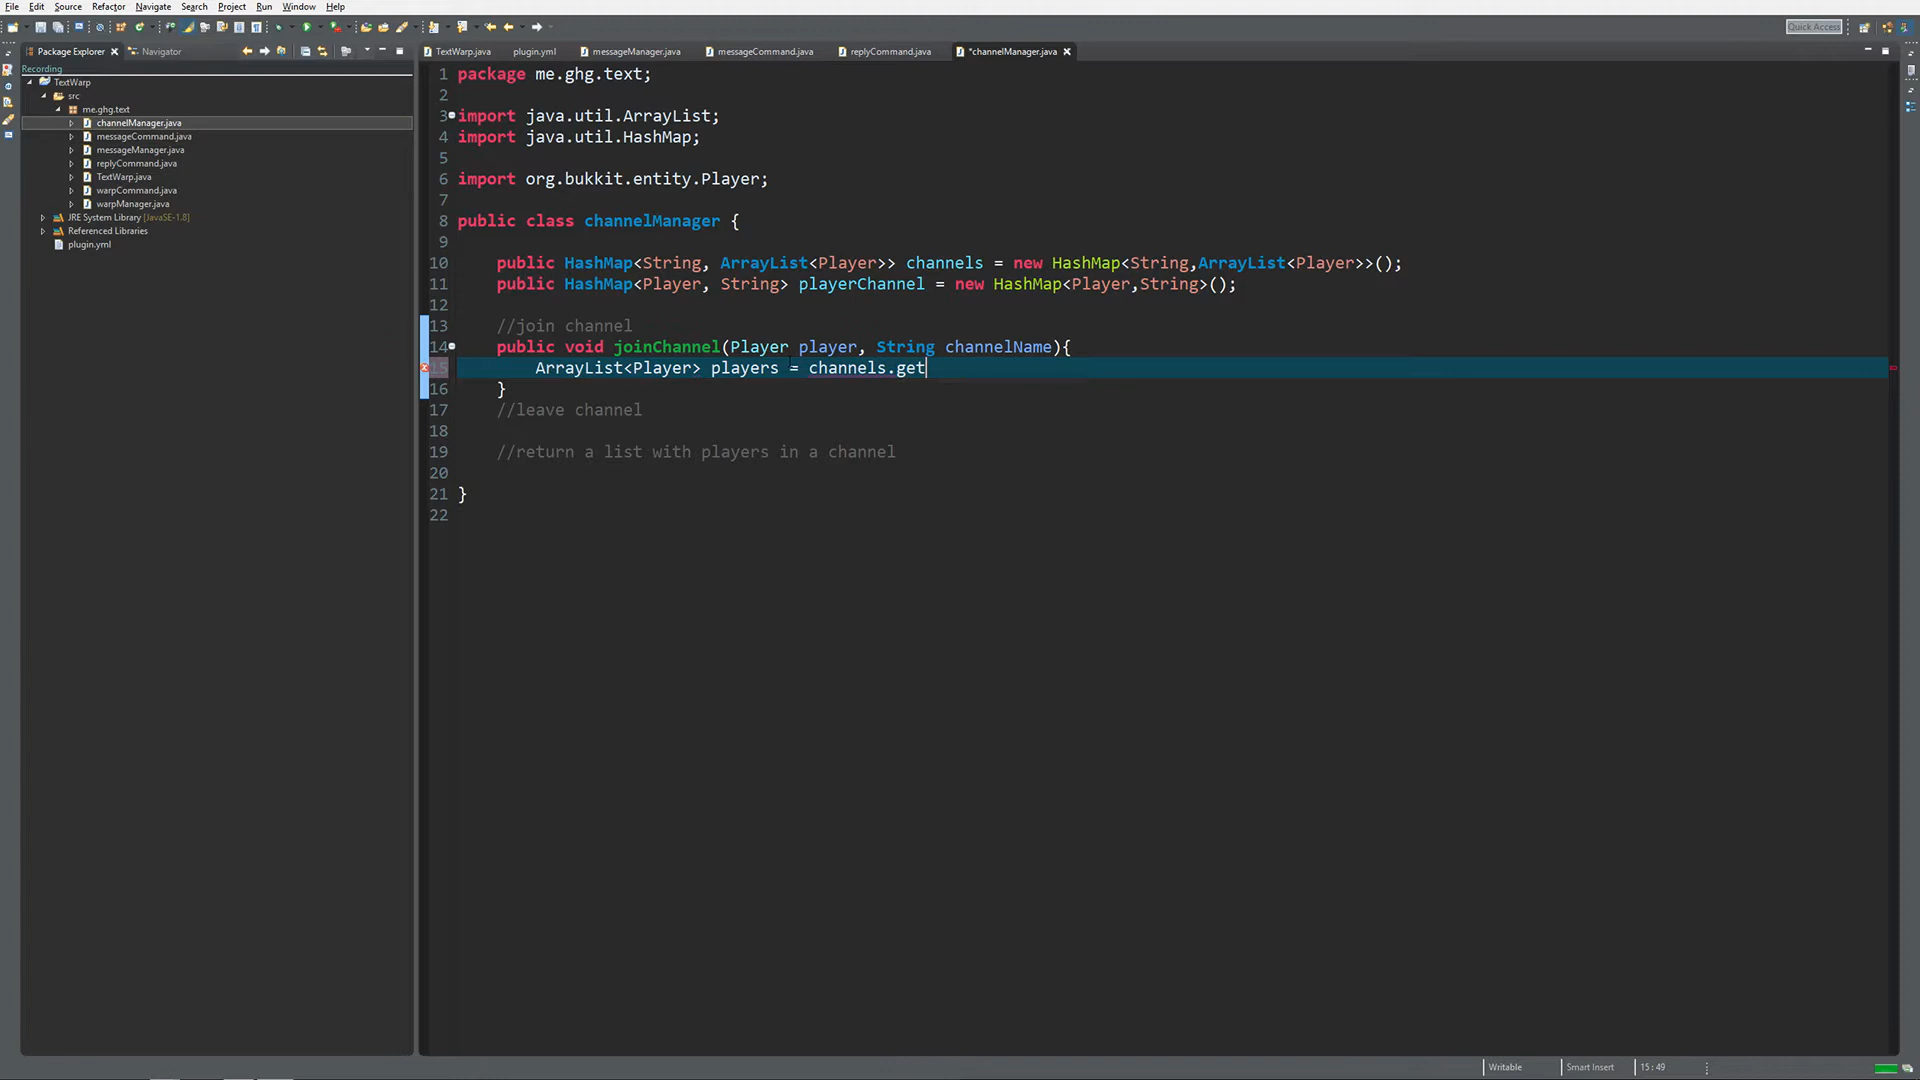 File Edit Source Refactor Navigate Search Project Run Window Help
Quick Access
Package Explorer Navigator
TextWarp.java plugin.yml messageManager.java messageCommand.java replyCommand.java *channelManager.java
Recording
TextWarp
src
me.ghg.text
channelManager.java
messageCommand.java
messageManager.java
replyCommand.java
TextWarp.java
warpCommand.java
warpManager.java
JRE System Library [JavaSE-1.8]
Referenced Libraries
plugin.yml
1 package me.ghg.text;
2
3 import java.util.ArrayList;
4 import java.util.HashMap;
5
6 import org.bukkit.entity.Player;
7
8 public class channelManager {
9
10 public HashMap<String, ArrayList<Player>> channels = new HashMap<String,ArrayList<Player>>();
11 public HashMap<Player, String> playerChannel = new HashMap<Player,String>();
12
13 //join channel
14 public void joinChannel(Player player, String channelName){
15 ArrayList<Player> players = channels.get
16 }
17 //leave channel
18
19 //return a list with players in a channel
20
21 }
22
Writable Smart Insert 15:49